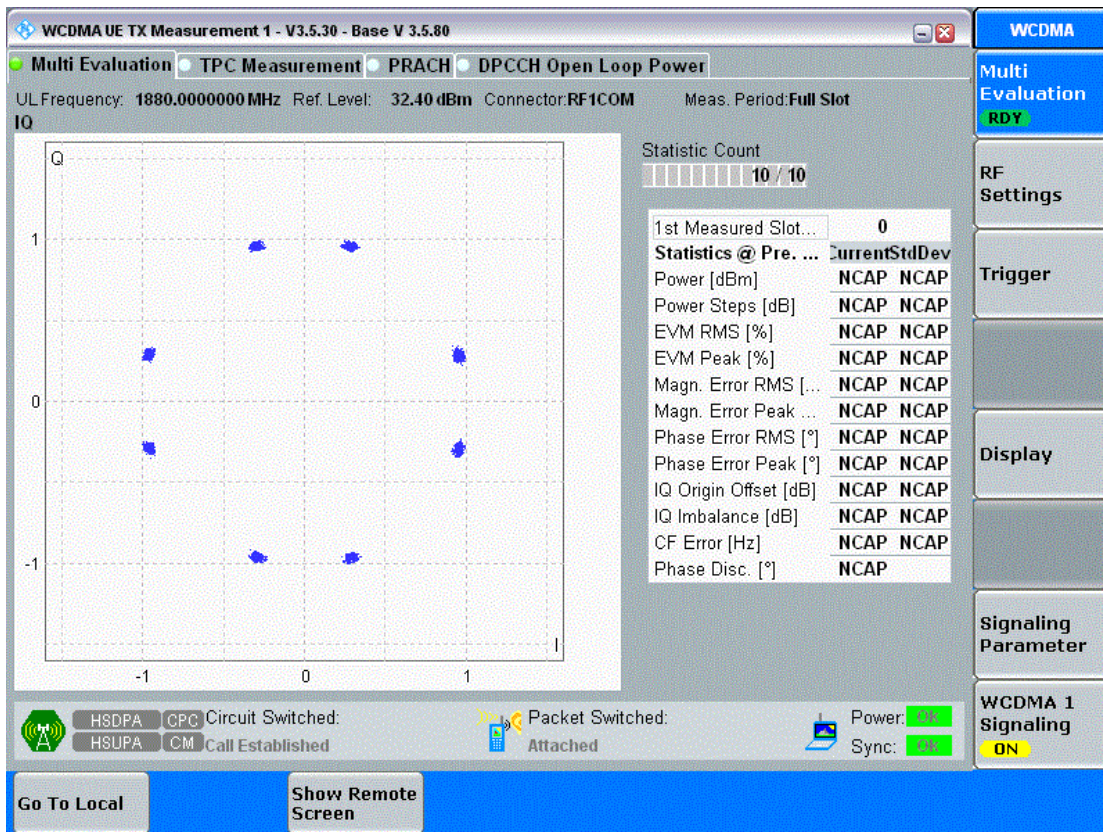 WCDMA UE TX Measurement 1 - V3.5.30 - Base V 3.5.80
Multi Evaluation TPC Measurement PRACH DPCCH Open Loop Power
UL Frequency: 1880.0000000 MHz Ref. Level: 32.40 dBm Connector:RF1COM Meas. Period:Full Slot
IQ
Q
1
0
-1
I
-1 0 1
Statistic Count
10 / 10
1st Measured Slot... 0
Statistics @ Pre. ... CurrentStdDev
Power [dBm] NCAP NCAP
Power Steps [dB] NCAP NCAP
EVM RMS [%] NCAP NCAP
EVM Peak [%] NCAP NCAP
Magn. Error RMS [... NCAP NCAP
Magn. Error Peak ... NCAP NCAP
Phase Error RMS [°] NCAP NCAP
Phase Error Peak [°] NCAP NCAP
IQ Origin Offset [dB] NCAP NCAP
IQ Imbalance [dB] NCAP NCAP
CF Error [Hz] NCAP NCAP
Phase Disc. [°] NCAP
HSDPA CPC Circuit Switched: Packet Switched: Power: Ok
HSUPA CM Call Established Attached Sync: Ok
Go To Local
Show Remote
Screen
WCDMA
Multi
Evaluation
RDY
RF
Settings
Trigger
Display
Signaling
Parameter
WCDMA 1
Signaling
ON